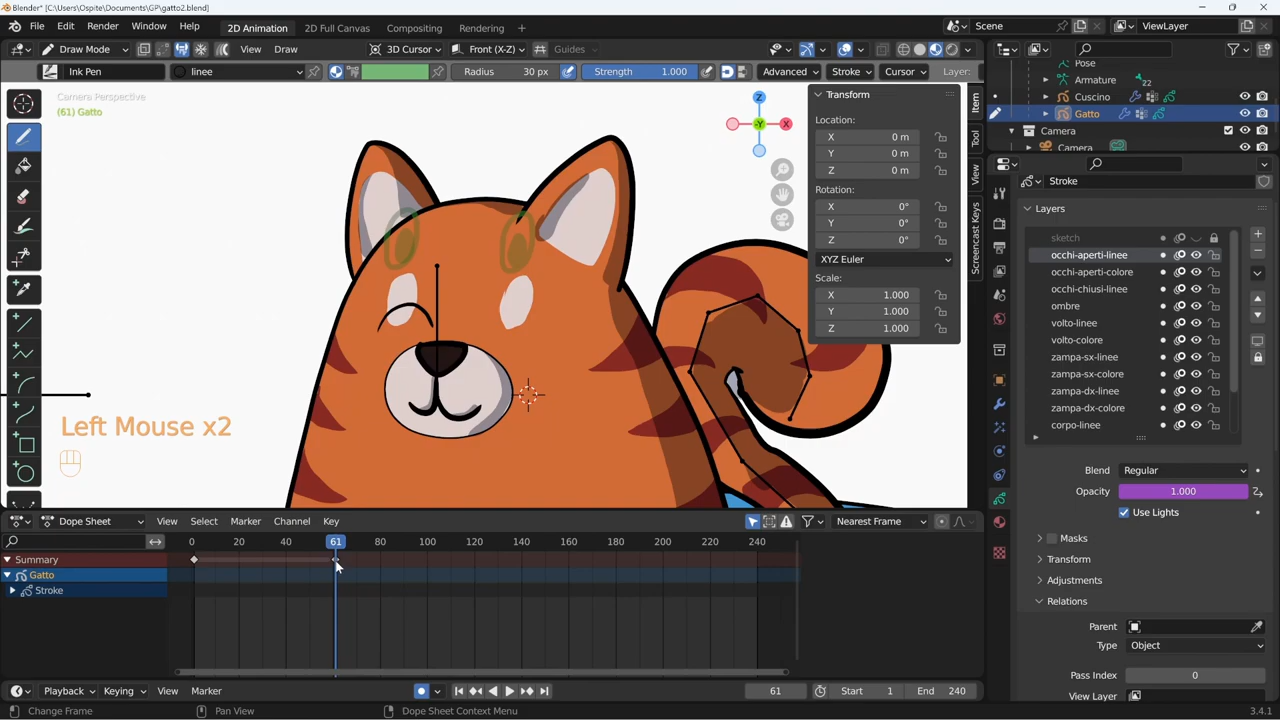 Blender* [C:\Users\Ospite\Documents\GP\gatto2.blend]
File Edit Render Window Help 2D Animation 2D Full Canvas Compositing Rendering + Scene ViewLayer
Draw Mode View Draw 3D Cursor Front (X-Z) Guides
Ink Pen linee Radius 30 px Strength 1.000 Advanced Stroke Cursor Layer:
Camera Perspective
(61) Gatto
Z
-Y
X
Transform
Location:
X 0 m
Y 0 m
Z 0 m
Rotation:
X 0°
Y 0°
Z 0°
XYZ Euler
Scale:
X 1.000
Y 1.000
Z 1.000
Item
Tool
View
Screencast Keys
Pose
Armature 22
Cuscino
Gatto
Camera
Camera
Stroke
Layers
sketch
occhi-aperti-linee
occhi-aperti-colore
occhi-chiusi-linee
ombre
volto-linee
volto-colore
zampa-sx-linee
zampa-sx-colore
zampa-dx-linee
zampa-dx-colore
corpo-linee
Blend Regular
Opacity 1.000
Use Lights
Masks
Transform
Adjustments
Relations
Parent Object
Type Object
Pass Index 0
View Layer
Left Mouse x2
Dope Sheet View Select Marker Channel Key Nearest Frame
0 20 40 61 80 100 120 140 160 180 200 220 240
Summary
Gatto
Stroke
Playback Keying View Marker 61 Start 1 End 240
Change Frame Pan View Dope Sheet Context Menu 3.4.1